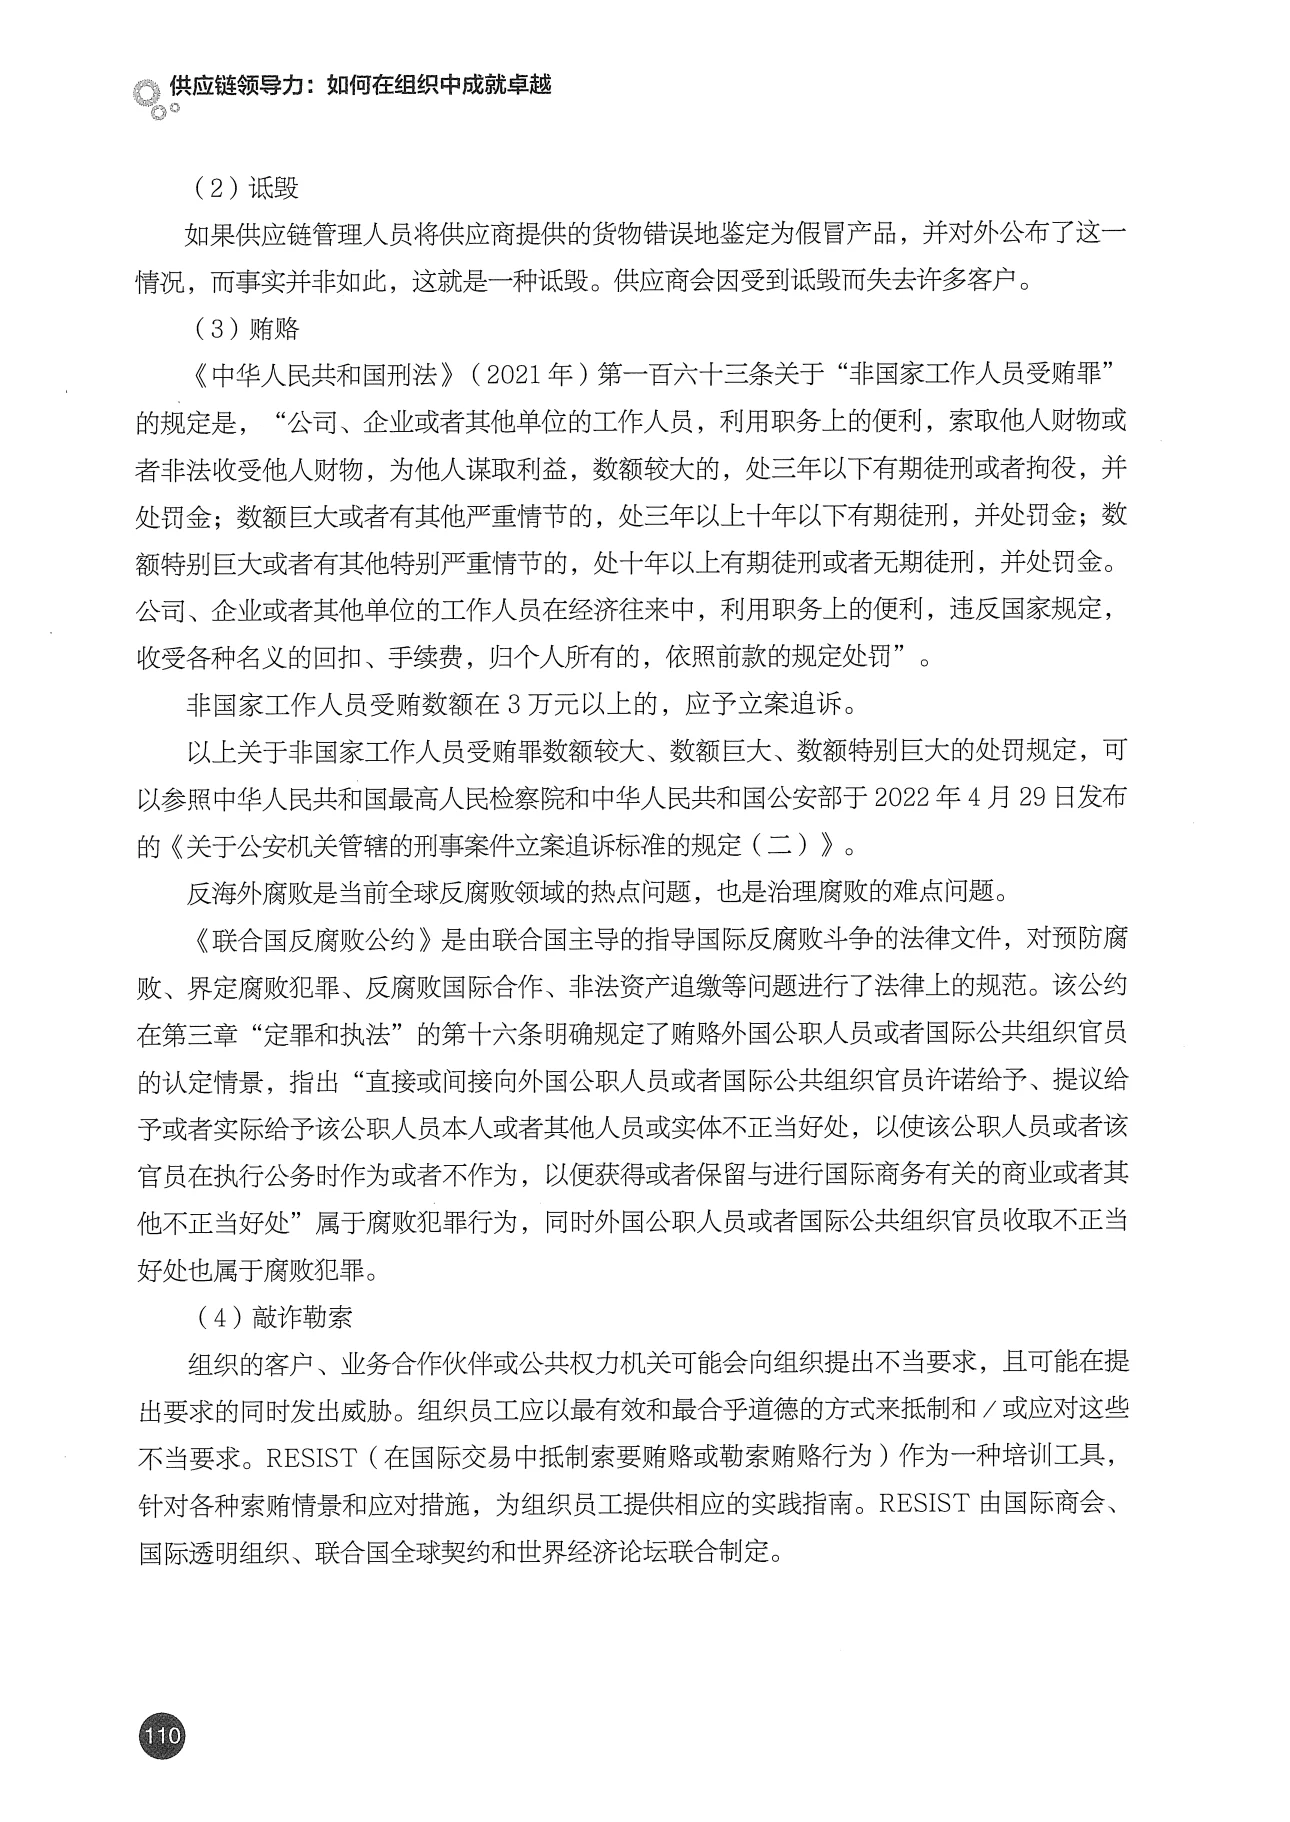 供应链领导力：如何在组织中成就卓越
（2）诋毁
如果供应链管理人员将供应商提供的货物错误地鉴定为假冒产品，并对外公布了这一
情况，而事实并非如此，这就是一种诋毁。供应商会因受到诋毁而失去许多客户。
（3）贿赂
《中华人民共和国刑法》（2021年）第一百六十三条关于“非国家工作人员受贿罪”
的规定是，“公司、企业或者其他单位的工作人员，利用职务上的便利，索取他人财物或
者非法收受他人财物，为他人谋取利益，数额较大的，处三年以下有期徒刑或者拘役，并
处罚金；数额巨大或者有其他严重情节的，处三年以上十年以下有期徒刑，并处罚金；数
额特别巨大或者有其他特别严重情节的，处十年以上有期徒刑或者无期徒刑，并处罚金。
公司、企业或者其他单位的工作人员在经济往来中，利用职务上的便利，违反国家规定，
收受各种名义的回扣、手续费，归个人所有的，依照前款的规定处罚”。
非国家工作人员受贿数额在3万元以上的，应予立案追诉。
以上关于非国家工作人员受贿罪数额较大、数额巨大、数额特别巨大的处罚规定，可
以参照中华人民共和国最高人民检察院和中华人民共和国公安部于2022年4月29日发布
的《关于公安机关管辖的刑事案件立案追诉标准的规定（二）》。
反海外腐败是当前全球反腐败领域的热点问题，也是治理腐败的难点问题。
《联合国反腐败公约》是由联合国主导的指导国际反腐败斗争的法律文件，对预防腐
败、界定腐败犯罪、反腐败国际合作、非法资产追缴等问题进行了法律上的规范。该公约
在第三章“定罪和执法”的第十六条明确规定了贿赂外国公职人员或者国际公共组织官员
的认定情景，指出“直接或间接向外国公职人员或者国际公共组织官员许诺给予、提议给
予或者实际给予该公职人员本人或者其他人员或实体不正当好处，以使该公职人员或者该
官员在执行公务时作为或者不作为，以便获得或者保留与进行国际商务有关的商业或者其
他不正当好处”属于腐败犯罪行为，同时外国公职人员或者国际公共组织官员收取不正当
好处也属于腐败犯罪。
（4）敲诈勒索
组织的客户、业务合作伙伴或公共权力机关可能会向组织提出不当要求，且可能在提
出要求的同时发出威胁。组织员工应以最有效和最合乎道德的方式来抵制和/或应对这些
不当要求。RESIST（在国际交易中抵制索要贿赂或勒索贿赂行为）作为一种培训工具，
针对各种索贿情景和应对措施，为组织员工提供相应的实践指南。RESIST由国际商会、
国际透明组织、联合国全球契约和世界经济论坛联合制定。
110